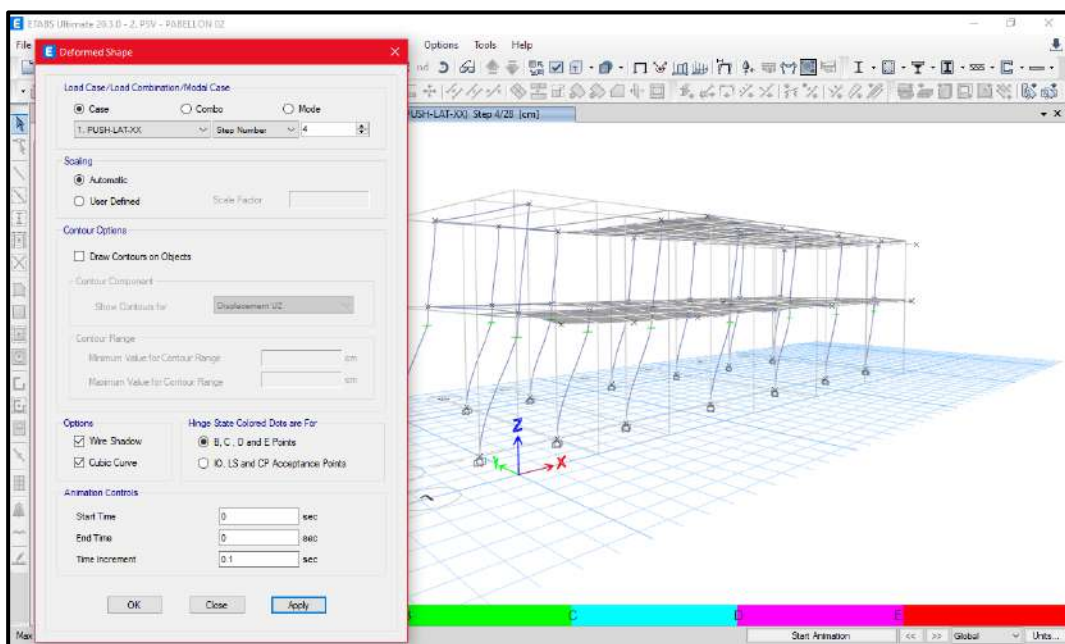 ETABS Ultimate 20.3.0 - 2. PSV - PABELLON 02
File
Options Tools Help
Deformed Shape
nd
PUSH-LAT-XX) Step 4/28 [cm]
Load Case/Load Combination/Modal Case
Case Combo Mode
1. PUSH-LAT-XX Step Number 4
Scaling
Automatic
User Defined Scale Factor
Contour Options
Draw Contours on Objects
Contour Component
Show Contours for Displacement UZ
Contour Range
Minimum Value for Contour Range cm
Maximum Value for Contour Range cm
Options Hinge State Colored Dots are For
Wire Shadow B, C, D and E Points
Cubic Curve IO, LS and CP Acceptance Points
Z
Y X
Animation Controls
Start Time 0 sec
End Time 0 sec
Time Increment 0.1 sec
OK Close Apply
B C D E
Max Start Animation << >> Global Units...